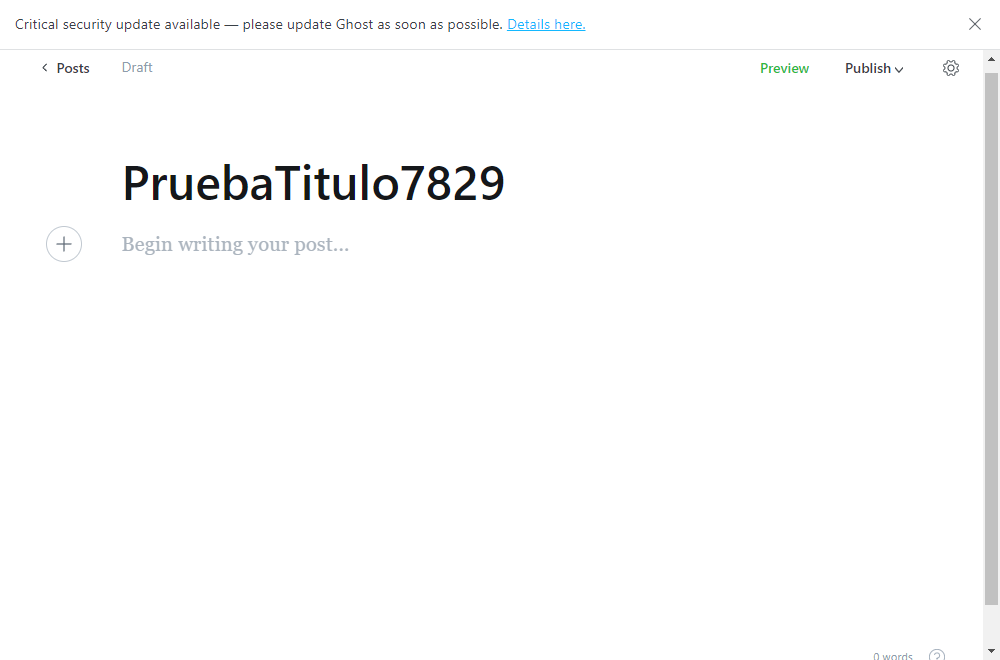 Critical security update available — please update Ghost as soon as possible. Details here.
Posts Draft Preview Publish
PruebaTitulo7829
Begin writing your post...
0 words ?